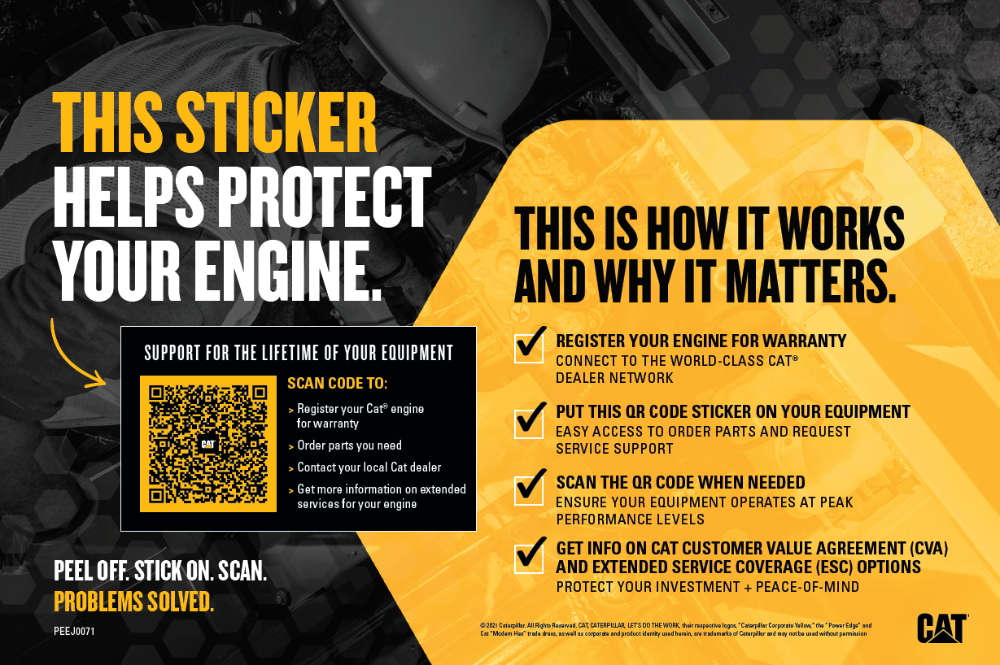 THIS STICKER
HELPS PROTECT
YOUR ENGINE.
SUPPORT FOR THE LIFETIME OF YOUR EQUIPMENT
CAT
SCAN CODE TO:
> Register your Cat® engine
for warranty
> Order parts you need
> Contact your local Cat dealer
> Get more information on extended
services for your engine
PEEL OFF. STICK ON. SCAN.
PROBLEMS SOLVED.
PEEJ0071
THIS IS HOW IT WORKS
AND WHY IT MATTERS.
REGISTER YOUR ENGINE FOR WARRANTY
CONNECT TO THE WORLD-CLASS CAT®
DEALER NETWORK
PUT THIS QR CODE STICKER ON YOUR EQUIPMENT
EASY ACCESS TO ORDER PARTS AND REQUEST
SERVICE SUPPORT
SCAN THE QR CODE WHEN NEEDED
ENSURE YOUR EQUIPMENT OPERATES AT PEAK
PERFORMANCE LEVELS
GET INFO ON CAT CUSTOMER VALUE AGREEMENT (CVA)
AND EXTENDED SERVICE COVERAGE (ESC) OPTIONS
PROTECT YOUR INVESTMENT + PEACE-OF-MIND
© 2021 Caterpillar. All Rights Reserved. CAT, CATERPILLAR, LET'S DO THE WORK, their respective logos, "Caterpillar Corporate Yellow," the "Power Edge" and
Cat "Modern Hex" trade dress, as well as corporate and product identity used herein, are trademarks of Caterpillar and may not be used without permission
CAT